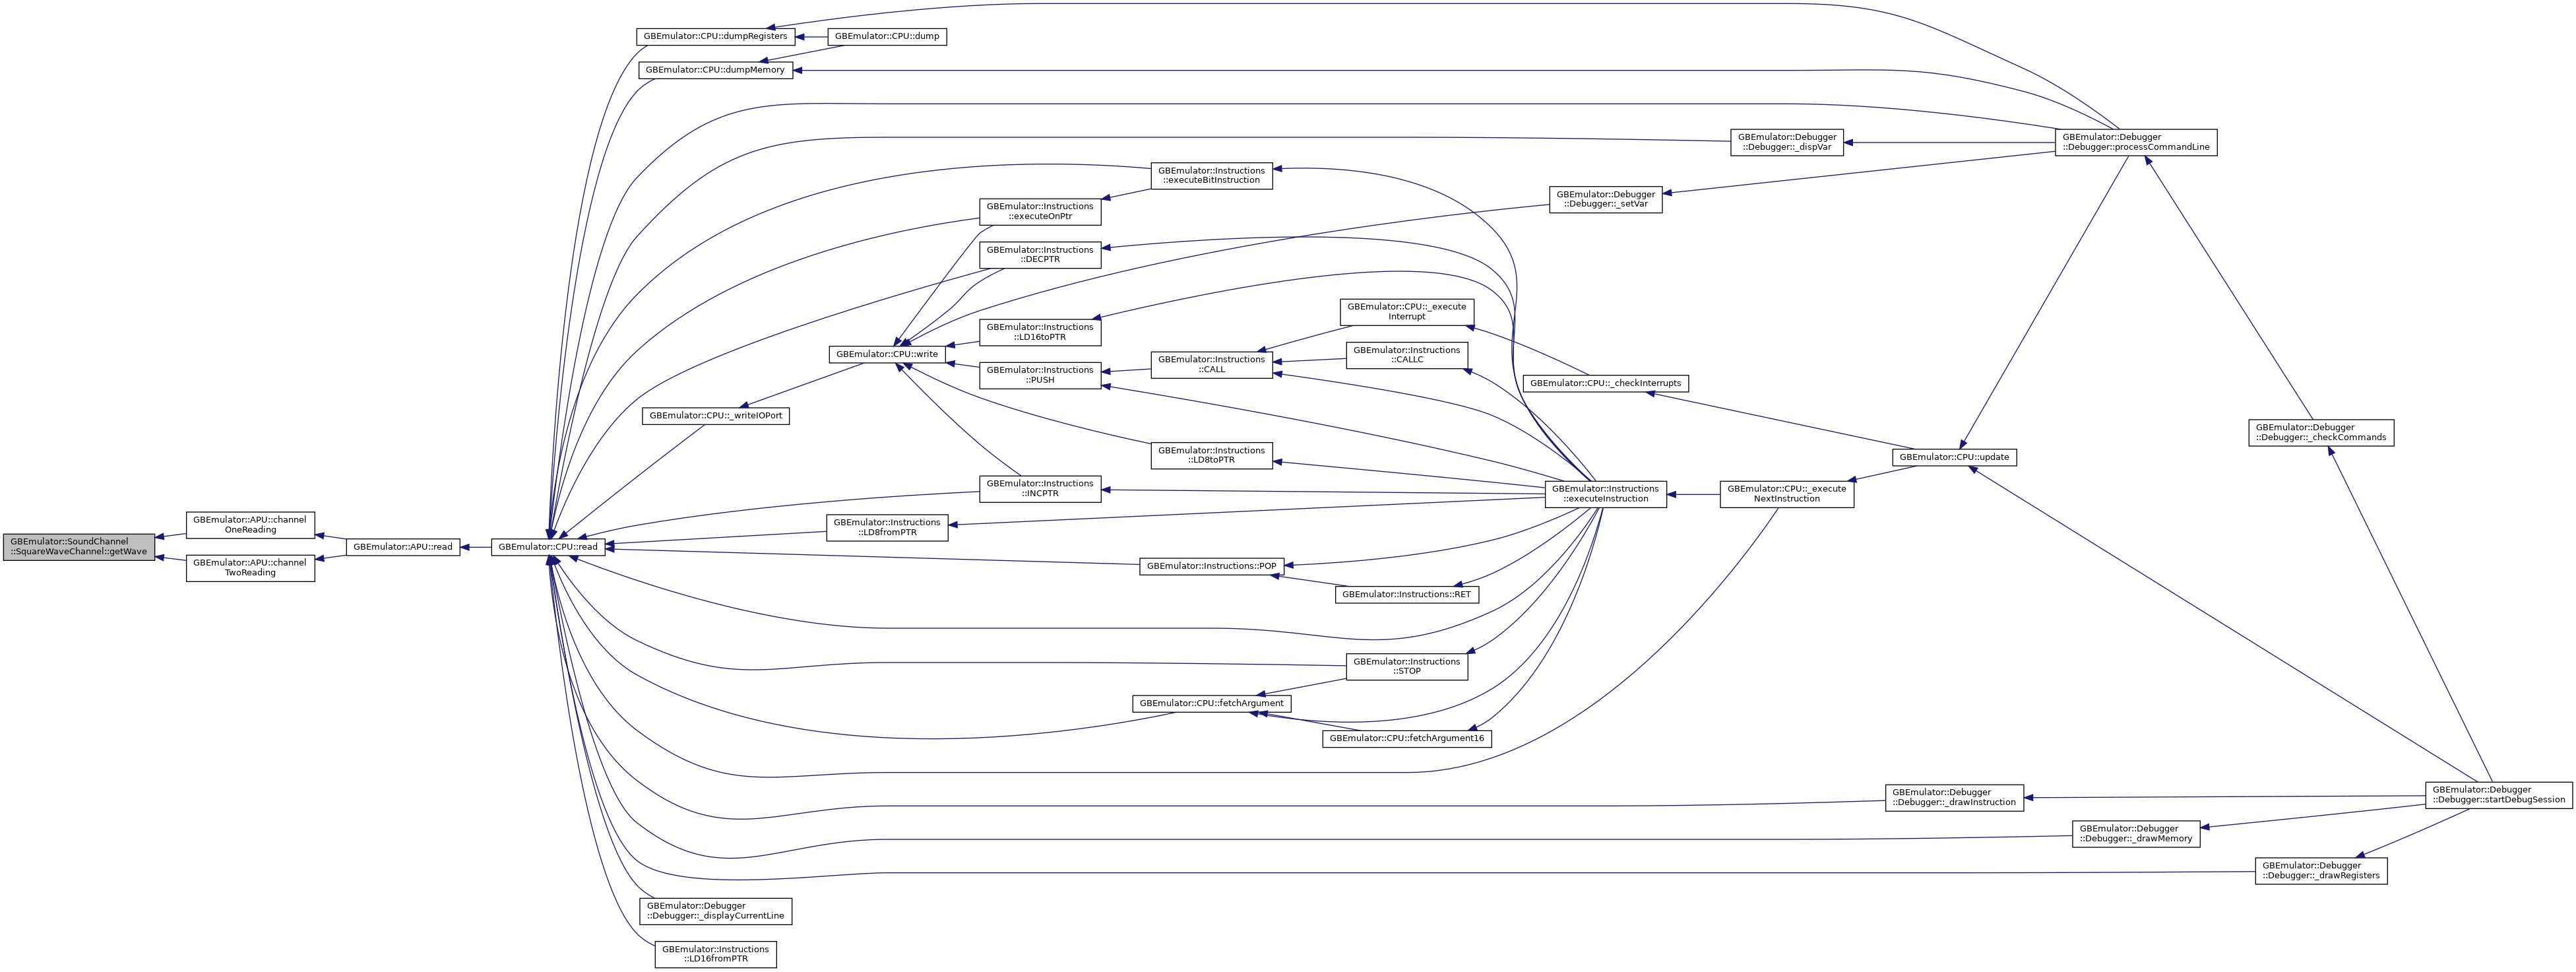 GBEmulator::SoundChannel
::SquareWaveChannel::getWave
GBEmulator::APU::channel
OneReading
GBEmulator::APU::channel
TwoReading
GBEmulator::APU::read
GBEmulator::CPU::read
GBEmulator::CPU::dumpRegisters
GBEmulator::CPU::dump
GBEmulator::CPU::dumpMemory
GBEmulator::Debugger
::Debugger::processCommandLine
GBEmulator::Debugger
::Debugger::_dispVar
GBEmulator::Instructions
::executeBitInstruction
GBEmulator::Debugger
::Debugger::_setVar
GBEmulator::Instructions
::executeOnPtr
GBEmulator::Instructions
::DECPTR
GBEmulator::CPU::_execute
Interrupt
GBEmulator::Instructions
::LD16toPTR
GBEmulator::CPU::write
GBEmulator::Instructions
::CALL
GBEmulator::Instructions
::CALLC
GBEmulator::Instructions
::PUSH
GBEmulator::CPU::_checkInterrupts
GBEmulator::CPU::_writeIOPort
GBEmulator::Debugger
::Debugger::_checkCommands
GBEmulator::Instructions
::LD8toPTR
GBEmulator::CPU::update
GBEmulator::Instructions
::INCPTR
GBEmulator::Instructions
::executeInstruction
GBEmulator::CPU::_execute
NextInstruction
GBEmulator::Instructions
::LD8fromPTR
GBEmulator::Instructions::POP
GBEmulator::Instructions::RET
GBEmulator::Instructions
::STOP
GBEmulator::CPU::fetchArgument
GBEmulator::CPU::fetchArgument16
GBEmulator::Debugger
::Debugger::_drawInstruction
GBEmulator::Debugger
::Debugger::startDebugSession
GBEmulator::Debugger
::Debugger::_drawMemory
GBEmulator::Debugger
::Debugger::_drawRegisters
GBEmulator::Debugger
::Debugger::_displayCurrentLine
GBEmulator::Instructions
::LD16fromPTR